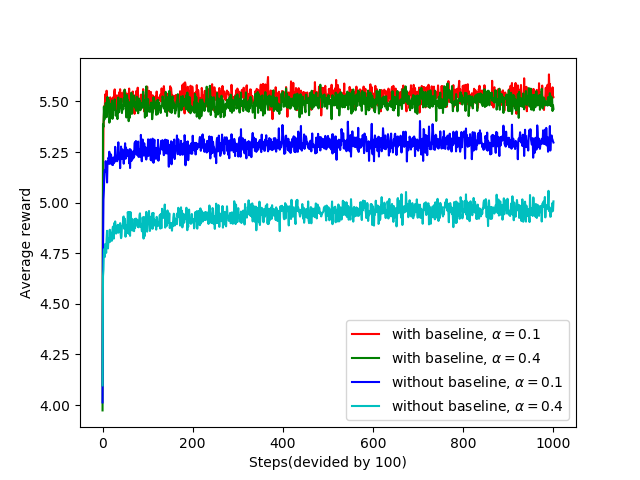 5.50
5.25
5.00
4.75
4.50
4.25
4.00
Average reward
with baseline, α = 0.1
with baseline, α = 0.4
without baseline, α = 0.1
without baseline, α = 0.4
0 200 400 600 800 1000
Steps(devided by 100)